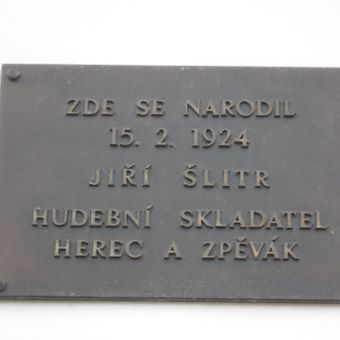 ZDE SE NARODIL
15. 2. 1924
JIŘÍ ŠLITR
HUDEBNÍ SKLADATEL
HEREC A ZPĚVÁK